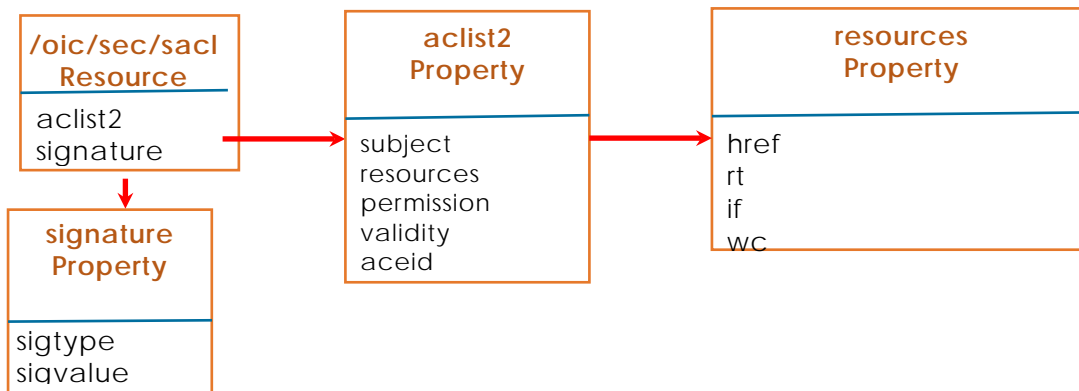 /oic/sec/sacl
Resource
aclist2
signature
signature
Property
sigtype
sigvalue
aclist2
Property
subject
resources
permission
validity
aceid
resources
Property
href
rt
if
wc